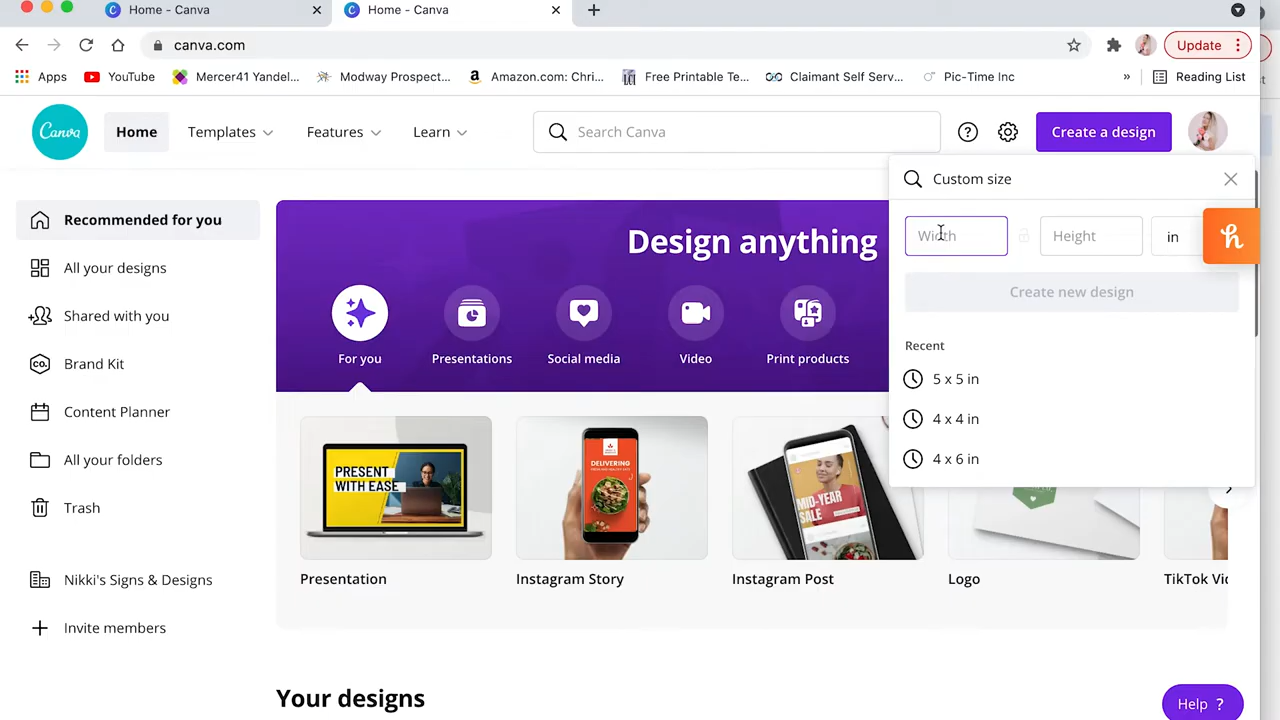 Home - Canva
Home - Canva
canva.com
Update
Apps
YouTube
Mercer41 Yandel...
Modway Prospect...
Amazon.com: Chri...
Free Printable Te...
Claimant Self Serv...
Pic-Time Inc
»
Reading List
Canva
Home
Templates
Features
Learn
Search Canva
?
Create a design
Custom size
Width
Height
in
h
Create new design
Recent
5 x 5 in
4 x 4 in
4 x 6 in
Recommended for you
All your designs
Shared with you
CO.
Brand Kit
Content Planner
All your folders
Trash
Nikki's Signs & Designs
Invite members
Design anything
For you
Presentations
Social media
Video
Print products
PRESENT
WITH EASE
DELIVERING
MID-YEAR
SALE
Presentation
Instagram Story
Instagram Post
Logo
TikTok Vi
Your designs
Help ?